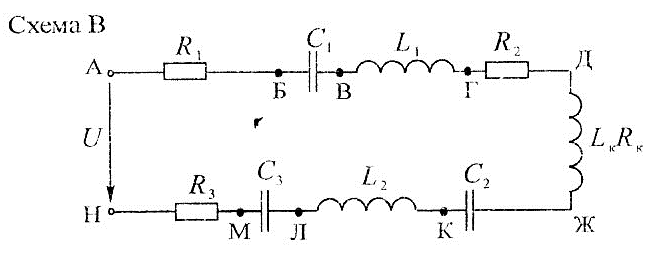 Схема В
А R₁ C₁ L₁ R₂ Д
Б В Г
U LкRк
Н R₃ C₃ L₂ C₂ Ж
М Л К